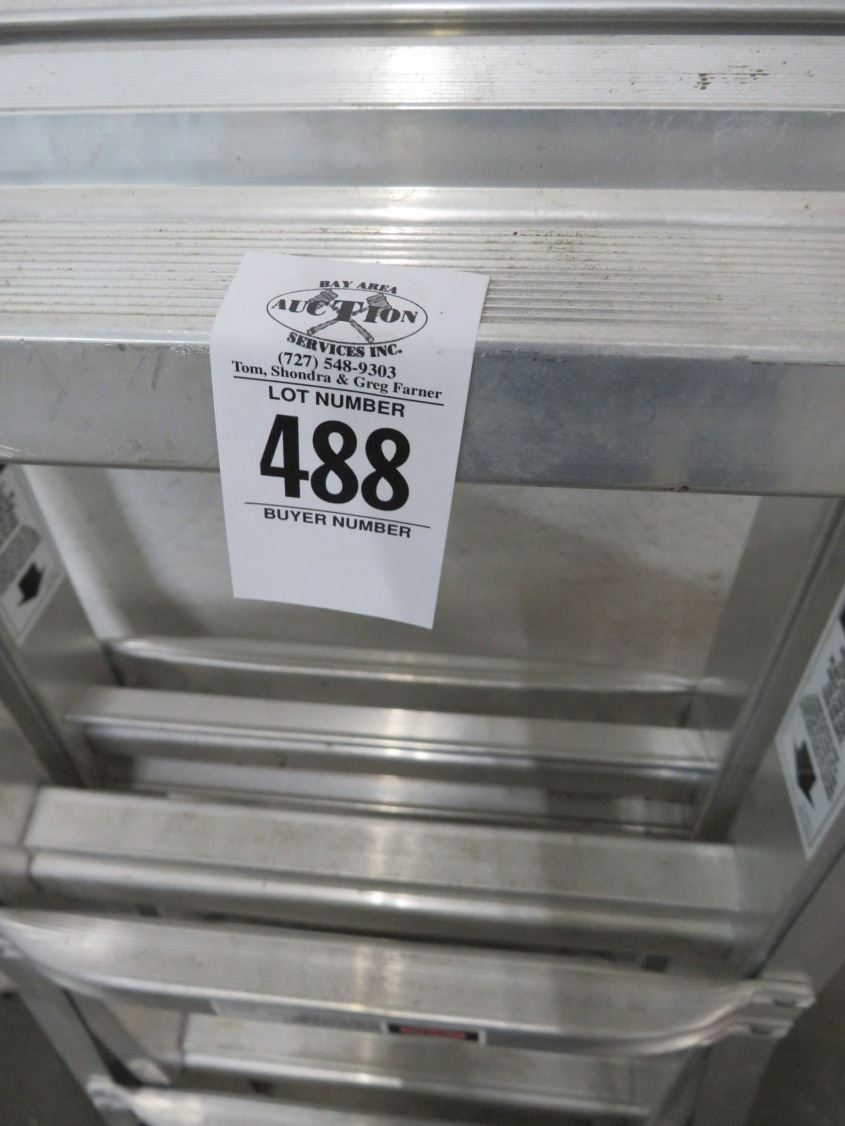 BAY AREA
AUCTION
SERVICES INC.
(727) 548-9303
Tom, Shondra & Greg Farner
LOT NUMBER
488
BUYER NUMBER